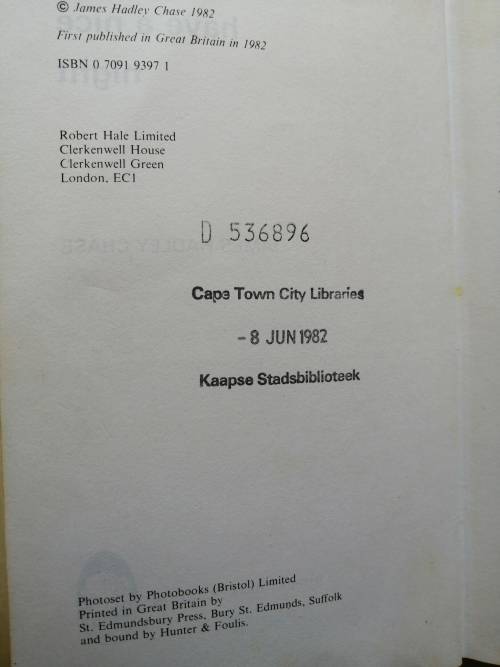 © James Hadley Chase 1982
First published in Great Britain in 1982
ISBN 0 7091 9397 1
Robert Hale Limited
Clerkenwell House
Clerkenwell Green
London, EC1
D 536896
Cape Town City Libraries
- 8 JUN 1982
Kaapse Stadsbiblioteek
Photoset by Photobooks (Bristol) Limited
Printed in Great Britain by
St. Edmundsbury Press, Bury St. Edmunds, Suffolk
and bound by Hunter & Foulis.